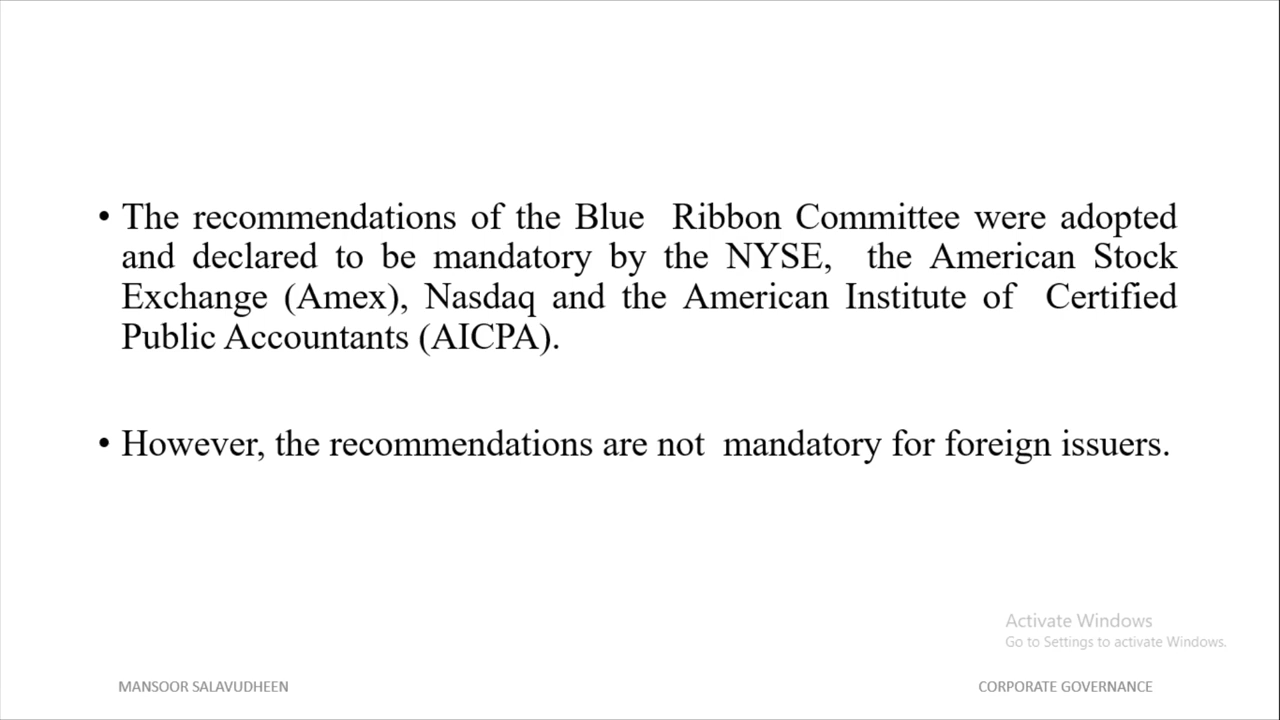 • The recommendations of the Blue Ribbon Committee were adopted
and declared to be mandatory by the NYSE, the American Stock
Exchange (Amex), Nasdaq and the American Institute of Certified
Public Accountants (AICPA).
• However, the recommendations are not mandatory for foreign issuers.
Activate Windows
Go to Settings to activate Windows.
MANSOOR SALAVUDHEEN
CORPORATE GOVERNANCE